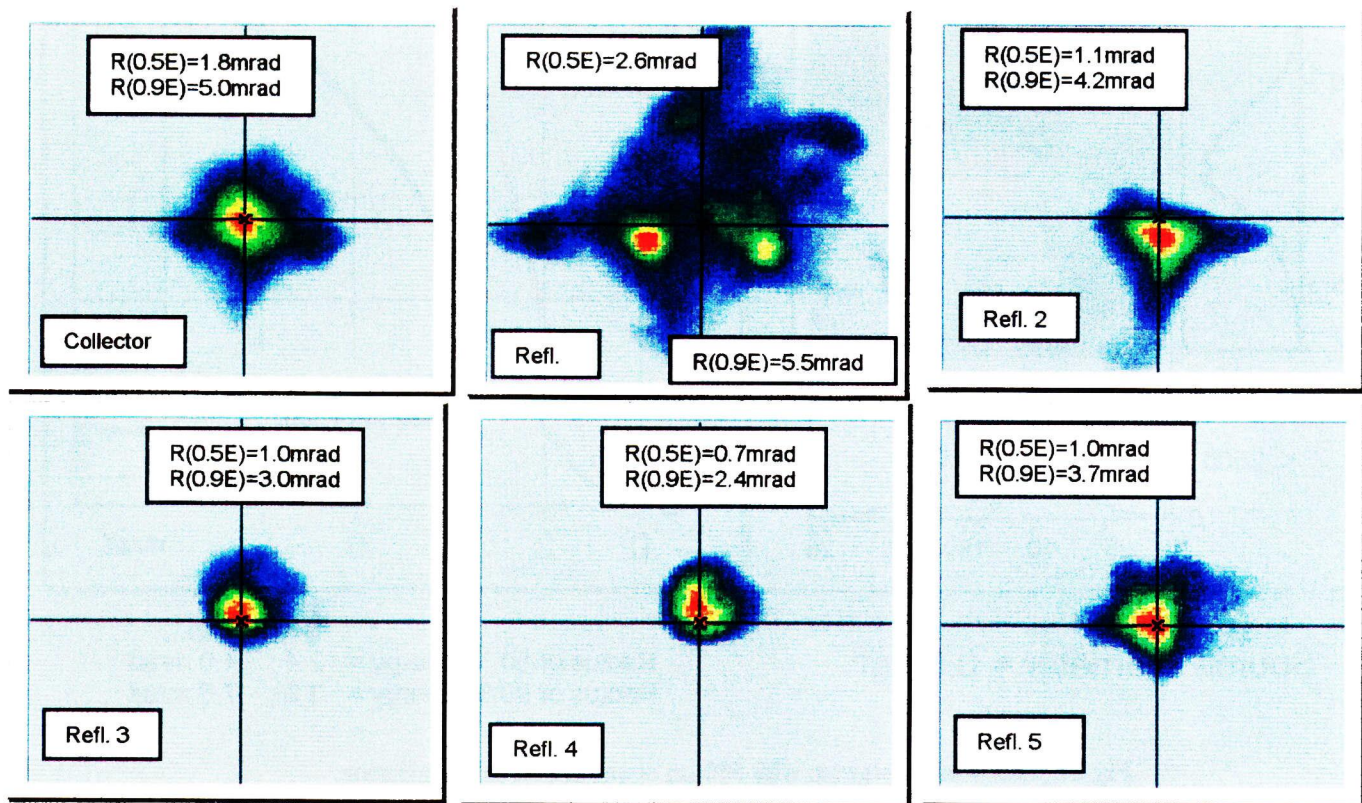 R(0.5E)=1.8mrad
R(0.9E)=5.0mrad
Collector
R(0.5E)=2.6mrad
Refl.
R(0.9E)=5.5mrad
R(0.5E)=1.1mrad
R(0.9E)=4.2mrad
Refl. 2
R(0.5E)=1.0mrad
R(0.9E)=3.0mrad
Refl. 3
R(0.5E)=0.7mrad
R(0.9E)=2.4mrad
Refl. 4
R(0.5E)=1.0mrad
R(0.9E)=3.7mrad
Refl. 5